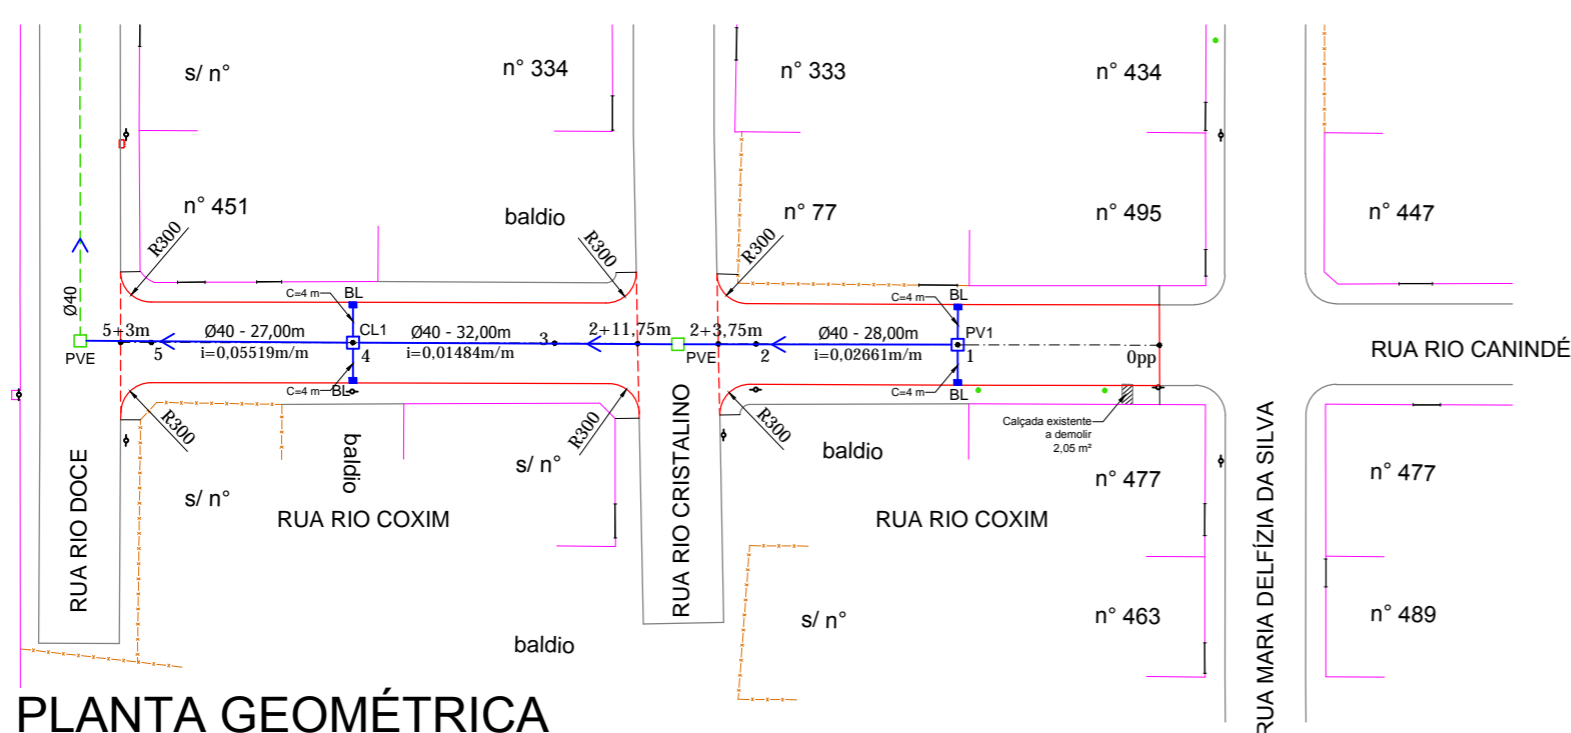 s/ n°
n° 334
n° 333
n° 434
n° 451
baldio
n° 77
n° 495
n° 447
R300
R300
R300
Ø40
C=4 m
BL
C=4 m
BL
5+3m
Ø40 - 27,00m
CL1
Ø40 - 32,00m
2+11,75m
2+3,75m
Ø40 - 28,00m
PV1
PVE
5
i=0,05519m/m
4
i=0,01484m/m
3
PVE
2
i=0,02661m/m
1
0pp
RUA RIO CANINDÉ
C=4 m
BL
C=4 m
BL
R300
R300
R300
Calçada existente
a demolir
2,05 m²
baldio
s/ n°
baldio
n° 477
n° 477
s/ n°
RUA RIO COXIM
RUA RIO COXIM
RUA RIO DOCE
RUA RIO CRISTALINO
RUA MARIA DELFÍZIA DA SILVA
s/ n°
n° 463
n° 489
baldio
PLANTA GEOMÉTRICA